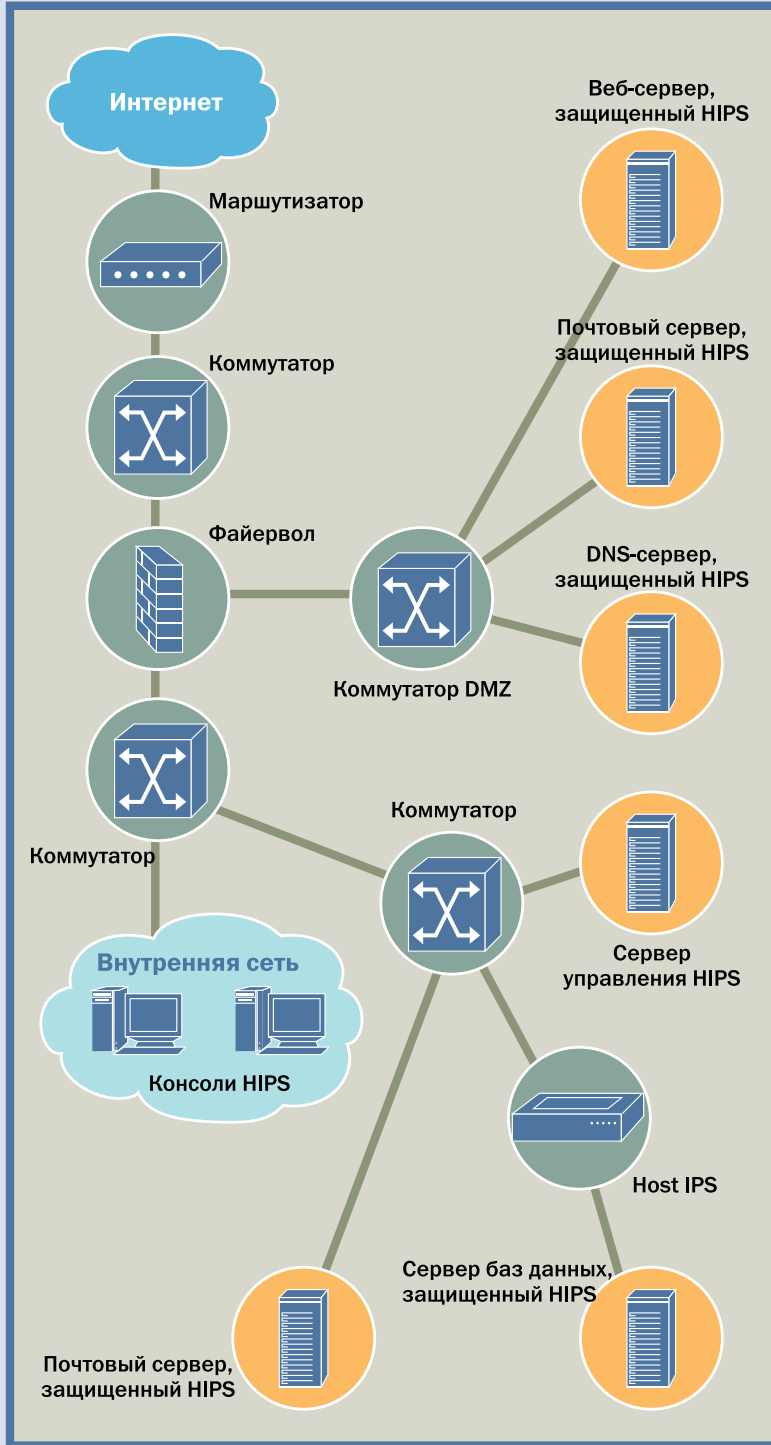 Интернет
Веб-сервер,
защищенный HIPS
Маршутизатор
Почтовый сервер,
защищенный HIPS
Коммутатор
Файервол
DNS-сервер,
защищенный HIPS
Коммутатор DMZ
Коммутатор
Коммутатор
Внутренняя сеть
Консоли HIPS
Сервер
управления HIPS
Host IPS
Сервер баз данных,
защищенный HIPS
Почтовый сервер,
защищенный HIPS